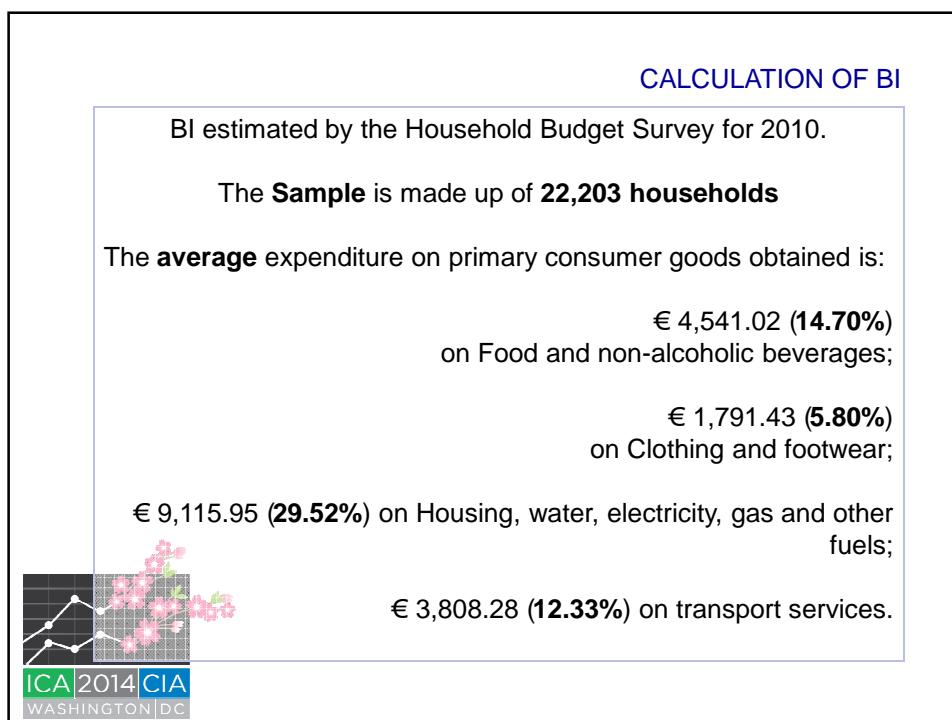 CALCULATION OF BI
BI estimated by the Household Budget Survey for 2010.
The Sample is made up of 22,203 households
The average expenditure on primary consumer goods obtained is:
€ 4,541.02 (14.70%)
on Food and non-alcoholic beverages;
€ 1,791.43 (5.80%)
on Clothing and footwear;
€ 9,115.95 (29.52%) on Housing, water, electricity, gas and other
fuels;
€ 3,808.28 (12.33%) on transport services.
ICA 2014 CIA
WASHINGTON DC